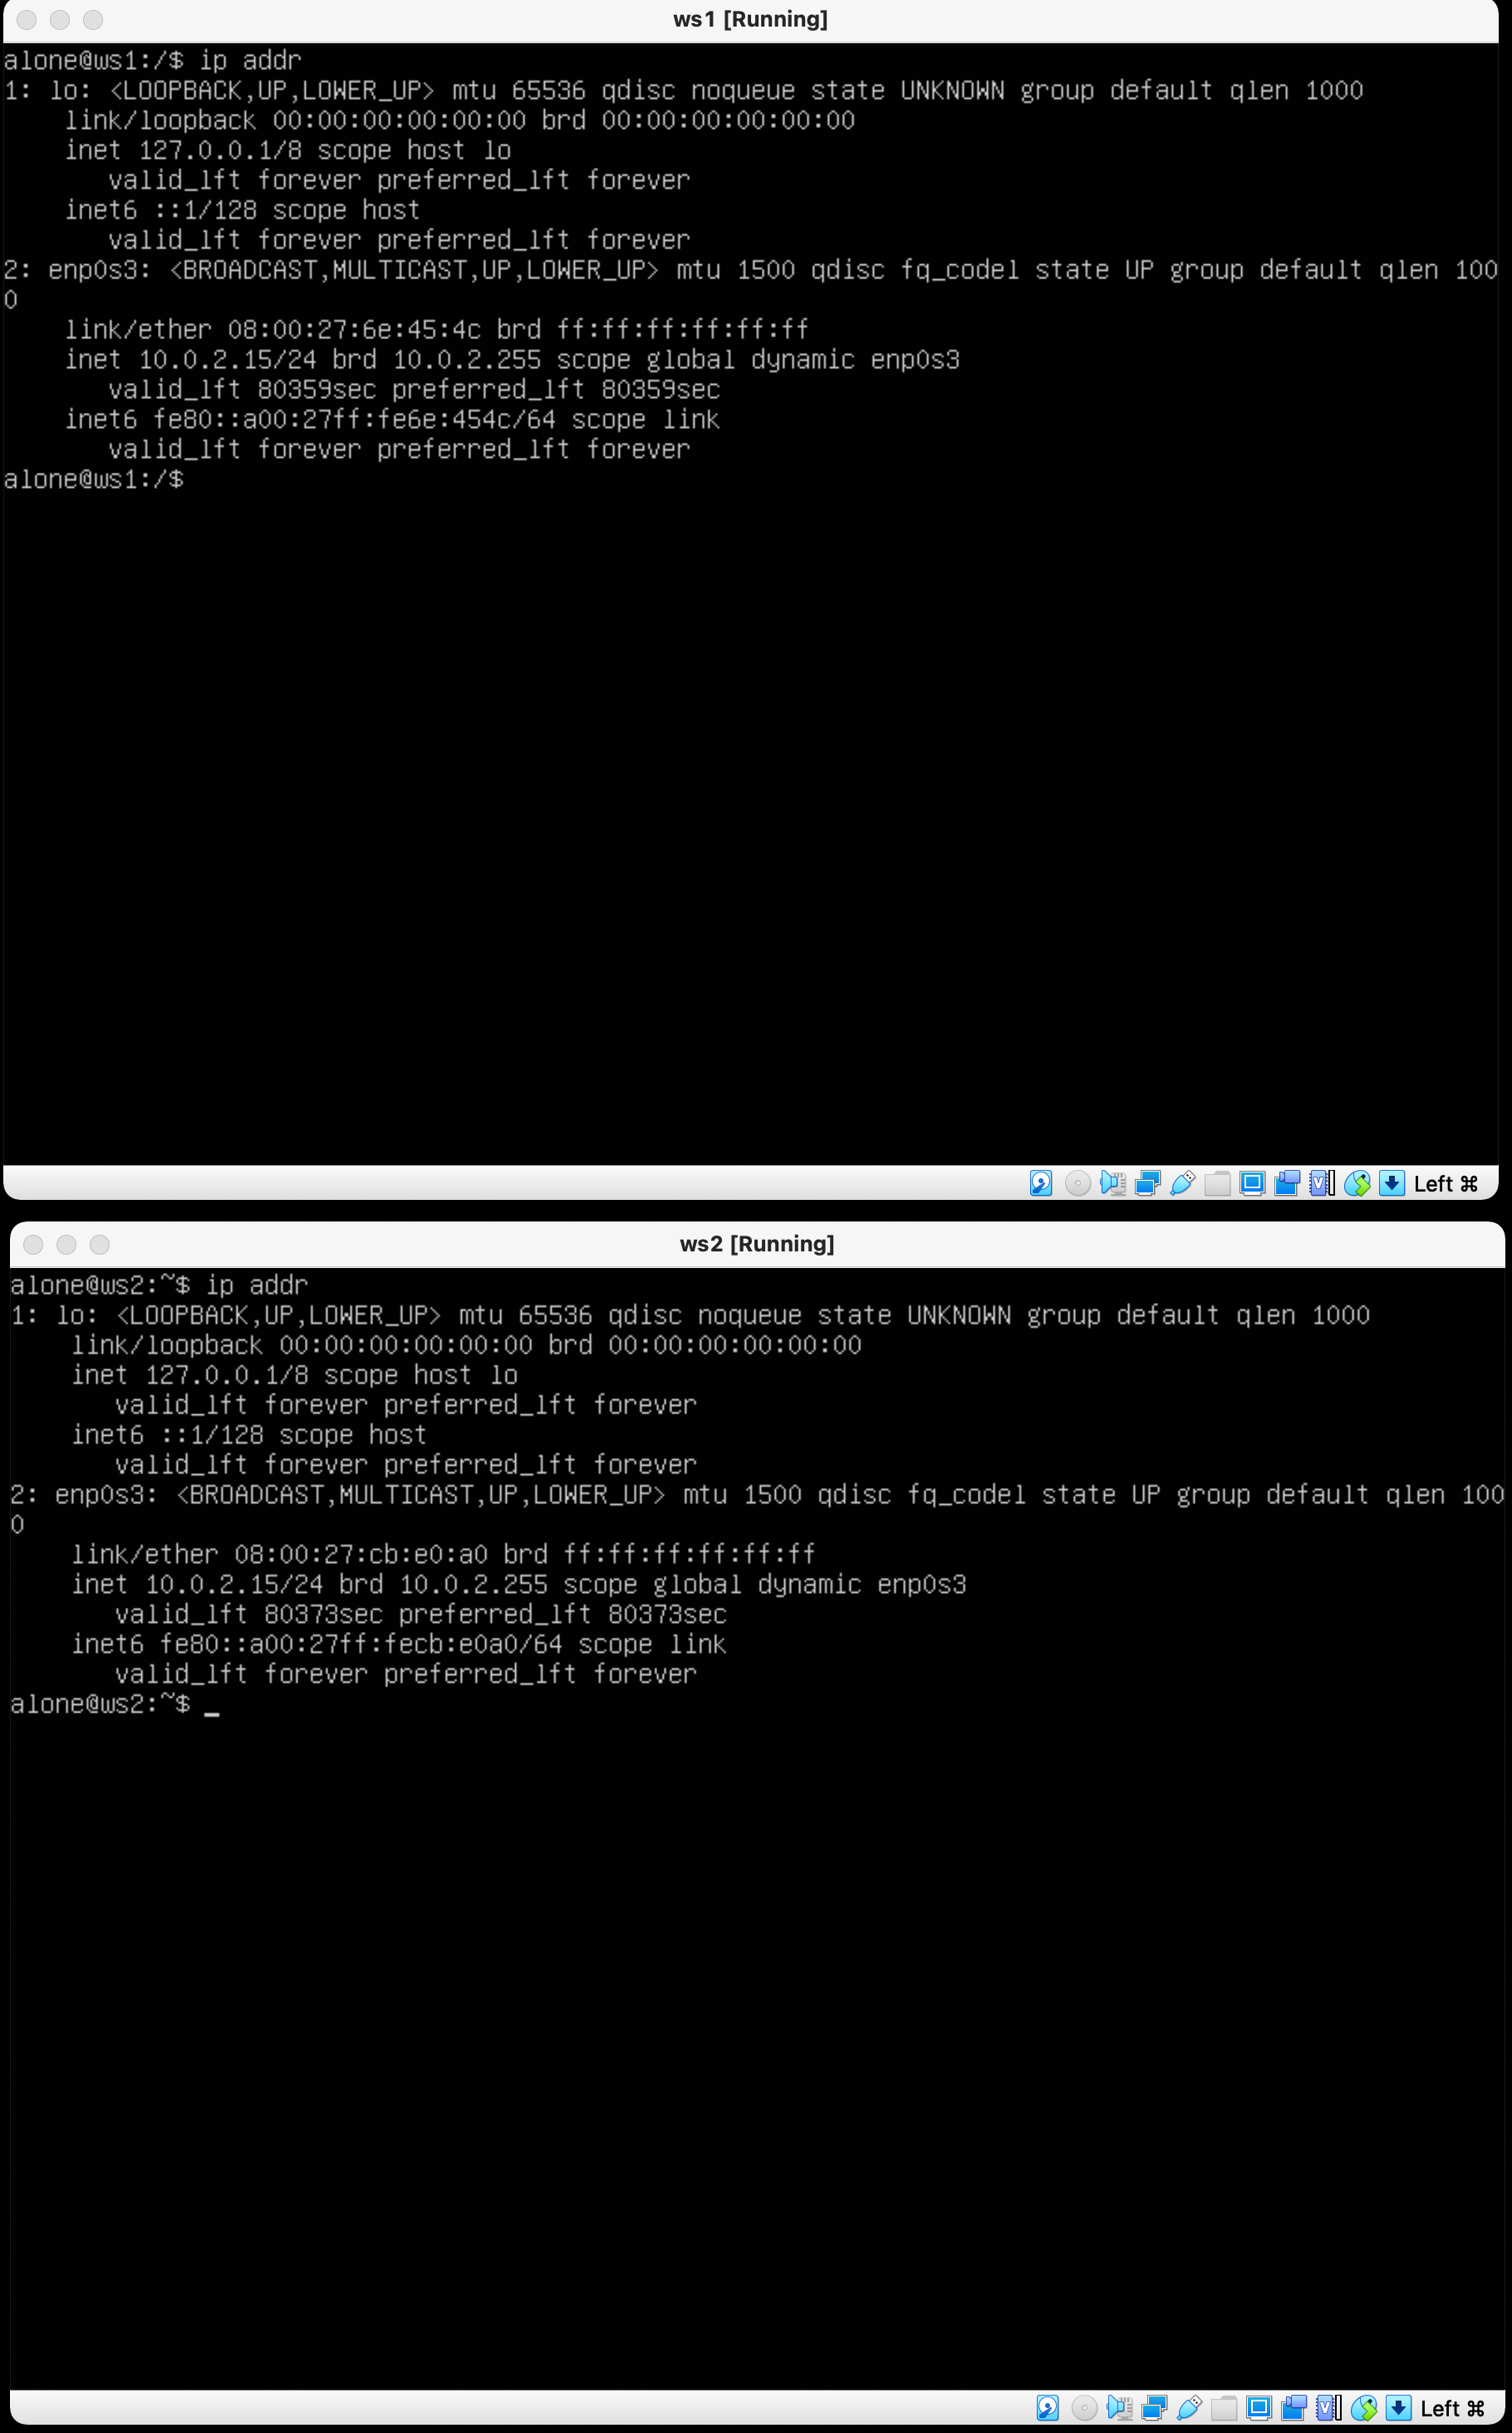 ws1 [Running]
alone@ws1:/$ ip addr
1: lo: <LOOPBACK,UP,LOWER_UP> mtu 65536 qdisc noqueue state UNKNOWN group default qlen 1000
    link/loopback 00:00:00:00:00:00 brd 00:00:00:00:00:00
    inet 127.0.0.1/8 scope host lo
       valid_lft forever preferred_lft forever
    inet6 ::1/128 scope host
       valid_lft forever preferred_lft forever
2: enp0s3: <BROADCAST,MULTICAST,UP,LOWER_UP> mtu 1500 qdisc fq_codel state UP group default qlen 100
0
    link/ether 08:00:27:6e:45:4c brd ff:ff:ff:ff:ff:ff
    inet 10.0.2.15/24 brd 10.0.2.255 scope global dynamic enp0s3
       valid_lft 80359sec preferred_lft 80359sec
    inet6 fe80::a00:27ff:fe6e:454c/64 scope link
       valid_lft forever preferred_lft forever
alone@ws1:/$
Left ⌘
ws2 [Running]
alone@ws2:~$ ip addr
1: lo: <LOOPBACK,UP,LOWER_UP> mtu 65536 qdisc noqueue state UNKNOWN group default qlen 1000
    link/loopback 00:00:00:00:00:00 brd 00:00:00:00:00:00
    inet 127.0.0.1/8 scope host lo
       valid_lft forever preferred_lft forever
    inet6 ::1/128 scope host
       valid_lft forever preferred_lft forever
2: enp0s3: <BROADCAST,MULTICAST,UP,LOWER_UP> mtu 1500 qdisc fq_codel state UP group default qlen 100
0
    link/ether 08:00:27:cb:e0:a0 brd ff:ff:ff:ff:ff:ff
    inet 10.0.2.15/24 brd 10.0.2.255 scope global dynamic enp0s3
       valid_lft 80373sec preferred_lft 80373sec
    inet6 fe80::a00:27ff:fecb:e0a0/64 scope link
       valid_lft forever preferred_lft forever
alone@ws2:~$ _
Left ⌘